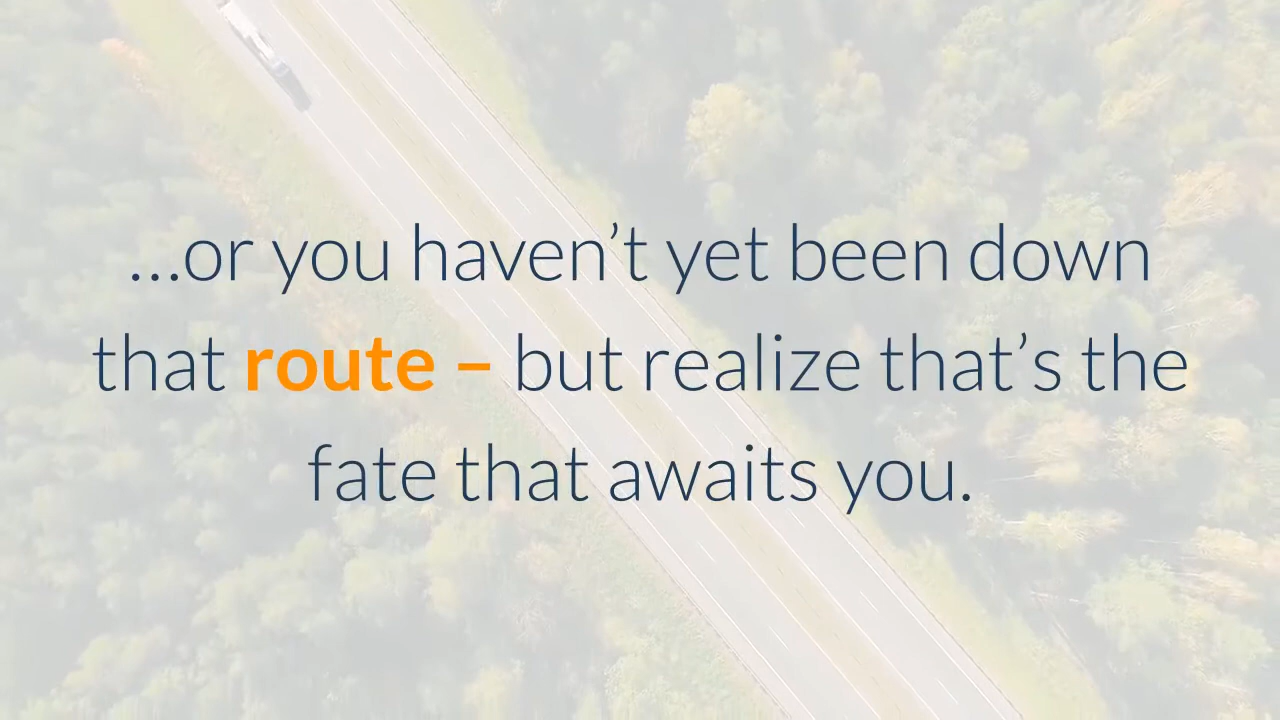 …or you haven’t yet been down
that route – but realize that’s the
fate that awaits you.